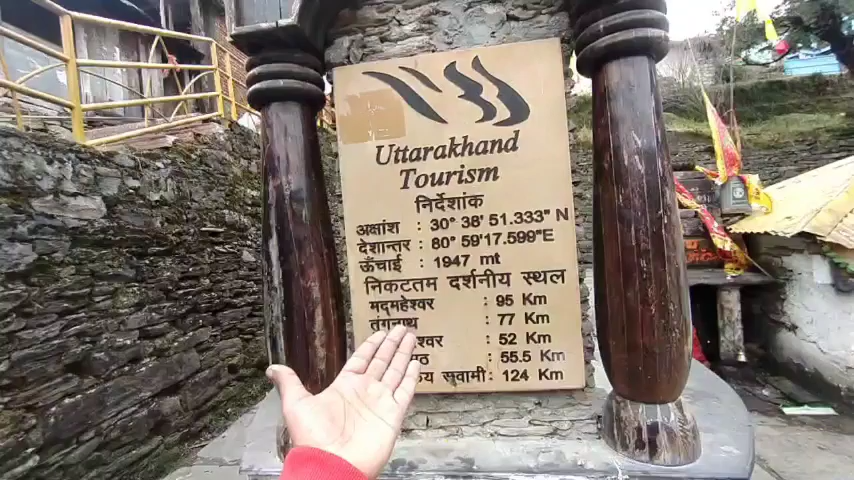 Uttarakhand
Tourism
निर्देशांक
अक्षांश : 30° 38' 51.333" N
देशान्तर : 80° 59' 17.599" E
ऊँचाई : 1947 mt
निकटतम दर्शनीय स्थल
मदमहेश्वर : 95 Km
तुंगनाथ : 77 Km
श्वर : 52 Km
: 55.5 Km
स्वामी : 124 Km